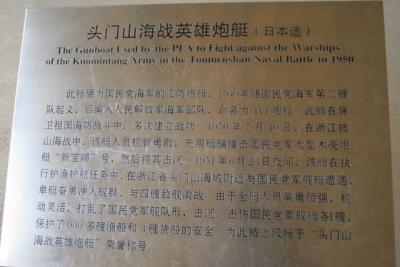 头门山海战英雄炮艇（日本造）
The Gunboat Used by the PLA to Fight against the Warships
of the Kuomintang Army in the Toumenshan Naval Battle in 1950
此艇原为国民党海军的江防炮艇，1949年随国民党海军第二舰
队起义，后编入人民解放军海军部队，命名为414炮艇。此艇在保
卫祖国海防战斗中，多次建立战功。1950年7月10日，在浙江披
山海战中，该艇人员机智勇敢，先用艇艏撞击国民党军大型木壳炮
艇“新宝顺”号，然后将其击沉。1951年6月24日夜间，该艇在执
行护渔护航任务中，在浙江省头门山海域附近与国民党军舰艇遭遇，
单艇奋勇冲入舰群，与四艘敌舰激战。由于全艇人员英勇顽强，机
动灵活，打乱了国民党军舰队形，击沉、击伤国民党军舰艇各1艘，
保护了000多艘渔船和3艘货船的安全。为此被上级授予“头门山
海战英雄炮艇”荣誉称号